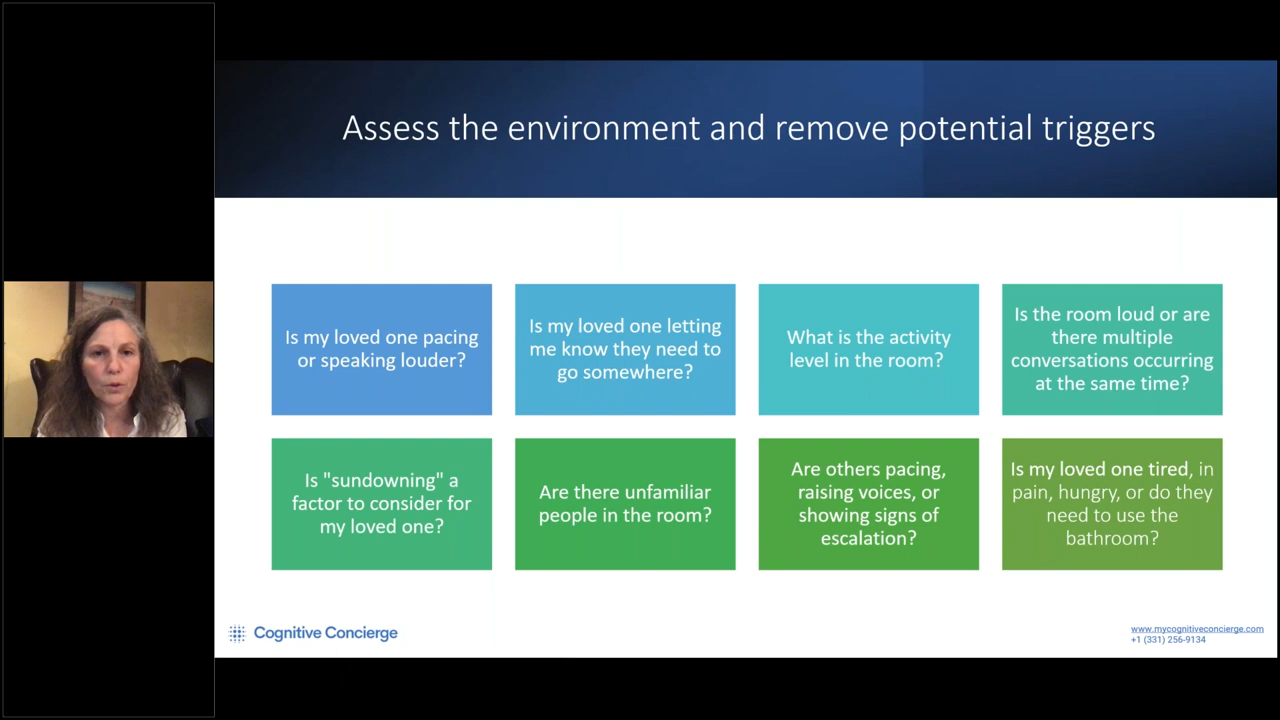 Assess the environment and remove potential triggers
Is my loved one pacing
or speaking louder?
Is my loved one letting
me know they need to
go somewhere?
What is the activity
level in the room?
Is the room loud or are
there multiple
conversations occurring
at the same time?
Is "sundowning" a
factor to consider for
my loved one?
Are there unfamiliar
people in the room?
Are others pacing,
raising voices, or
showing signs of
escalation?
Is my loved one tired, in
pain, hungry, or do they
need to use the
bathroom?
Cognitive Concierge
www.mycognitiveconcierge.com
+1 (331) 256-9134